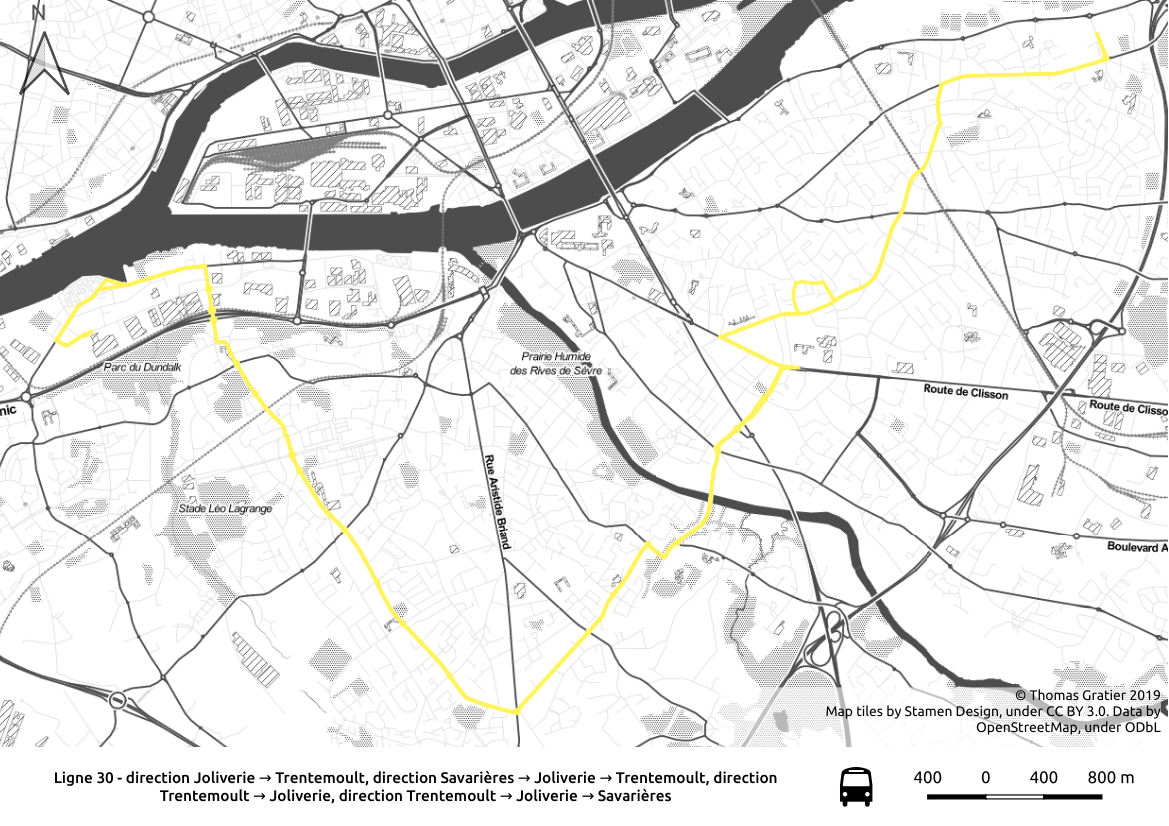 N
Parc du Dundalk
Prairie Humide
des Rives de Sèvre
Route de Clisson
Route de Clisso
nic
Rue Aristide Briand
Stade Léo Lagrange
Boulevard A
© Thomas Gratier 2019
Map tiles by Stamen Design, under CC BY 3.0. Data by
OpenStreetMap, under ODbL
Ligne 30 - direction Joliverie → Trentemoult, direction Savarières → Joliverie → Trentemoult, direction
Trentemoult → Joliverie, direction Trentemoult → Joliverie → Savarières
400 0 400 800 m